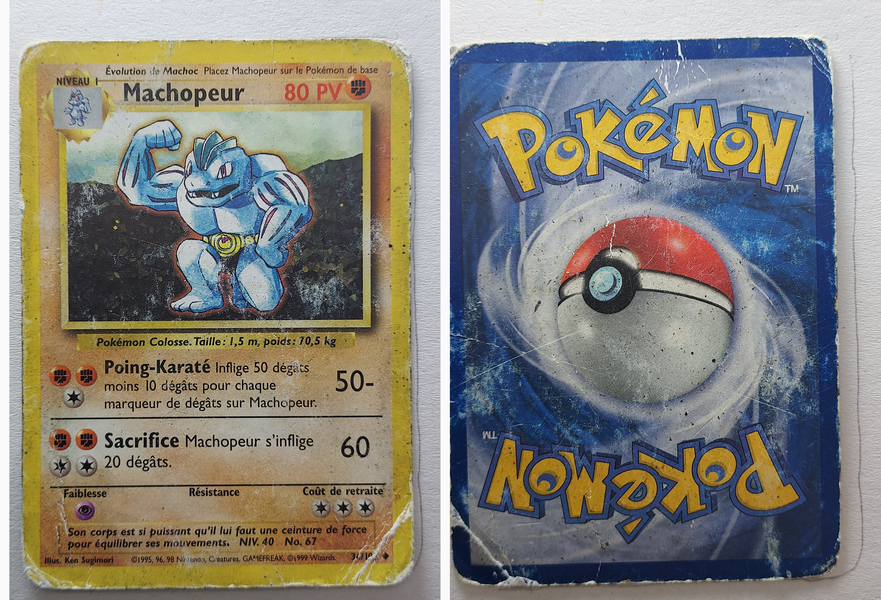 Évolution de Machoc Placez Machopeur sur le Pokémon de base
NIVEAU 1
Machopeur 80 PV
Pokémon Colosse. Taille: 1,5 m, poids: 70,5 kg
Poing-Karaté Inflige 50 dégâts
moins 10 dégâts pour chaque
marqueur de dégâts sur Machopeur.
50-
Sacrifice Machopeur s'inflige
20 dégâts.
60
Faiblesse Résistance Coût de retraite
Son corps est si puissant qu'il lui faut une ceinture de force
pour équilibrer ses mouvements. NIV. 40 No. 67
Illus. Ken Sugimori ©1995, 96, 98 Nintendo, Creatures, GAMEFREAK. ©1999 Wizards.
POKéMON
TM
POKéMON
TM